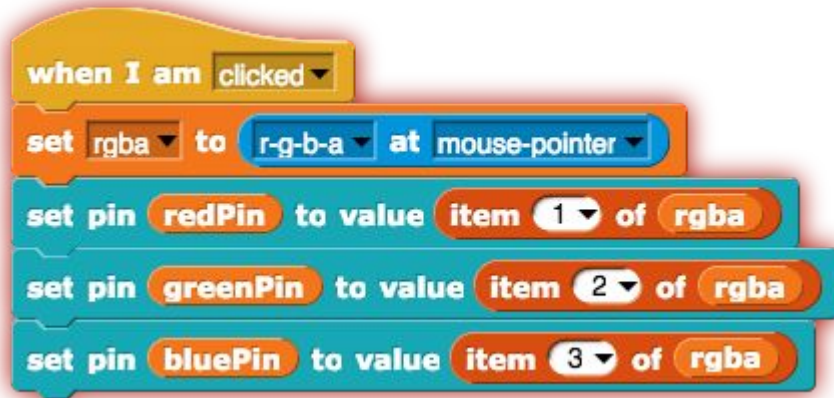 when I am clicked
set rgba to r-g-b-a at mouse-pointer
set pin redPin to value item 1 of rgba
set pin greenPin to value item 2 of rgba
set pin bluePin to value item 3 of rgba